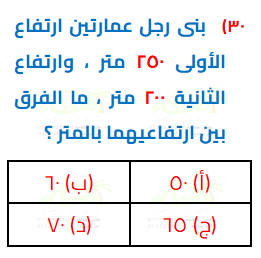 ٣٠) بنى رجل عمارتين ارتفاع
الأولى ٢٥٠ متر ، وارتفاع
الثانية ٢٠٠ متر ، ما الفرق
بين ارتفاعيهما بالمتر ؟
(أ) ٥٠ (ب) ٦٠
(ج) ٦٥ (د) ٧٠